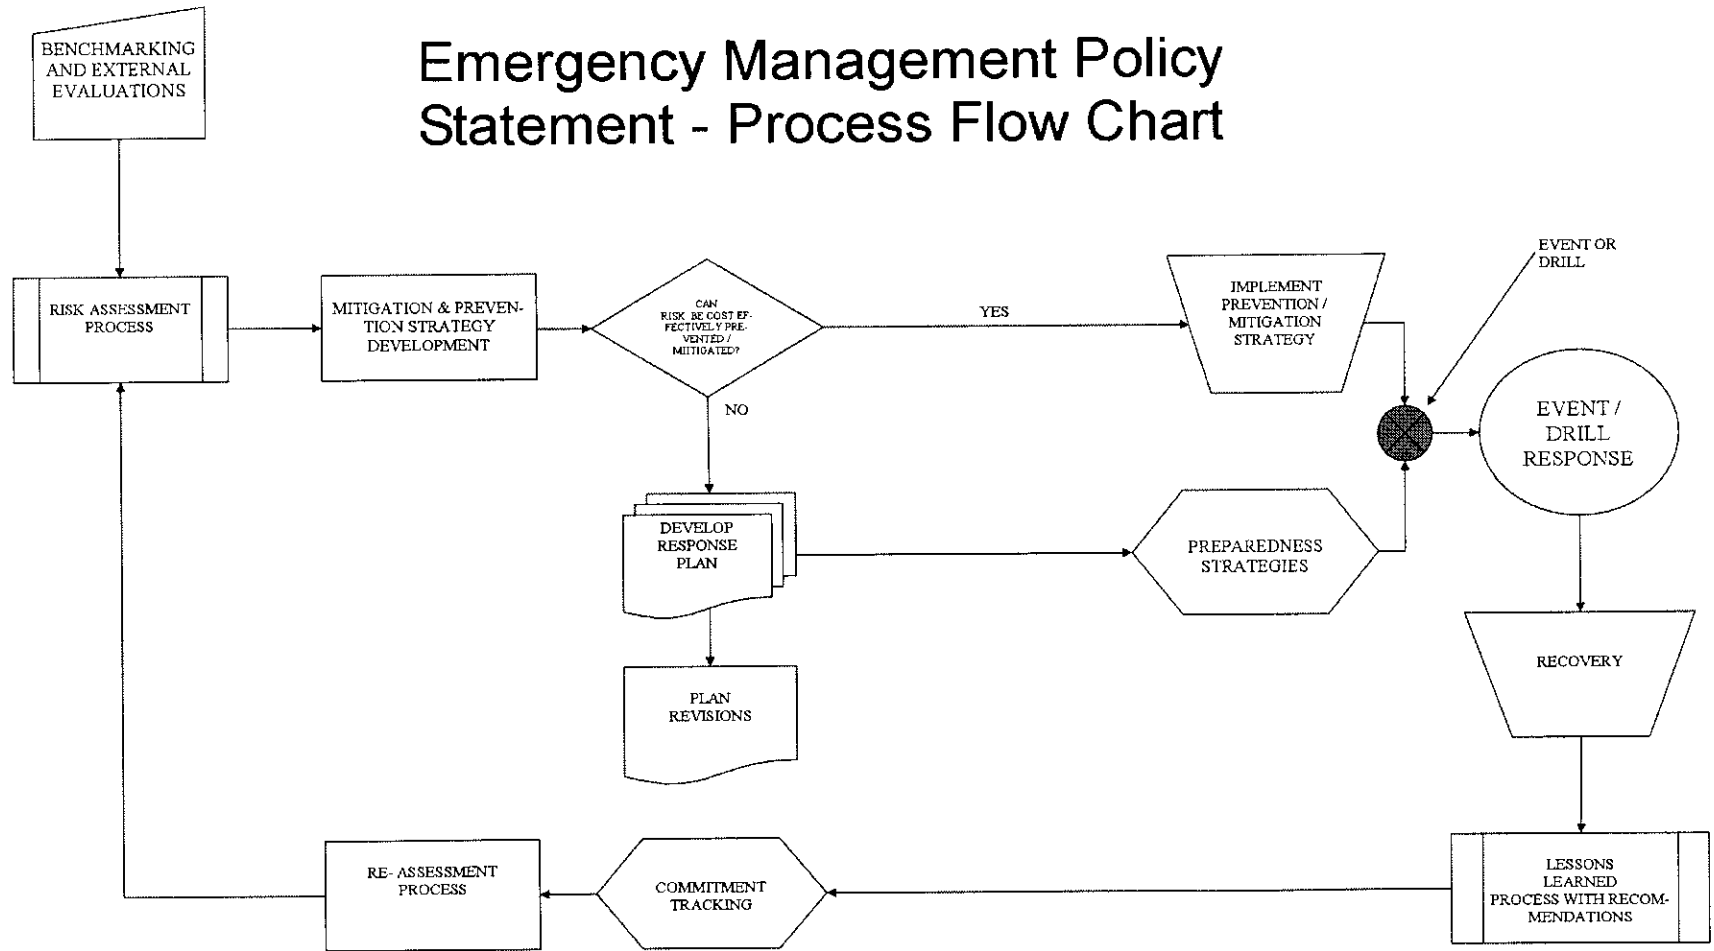 BENCHMARKING
AND EXTERNAL
EVALUATIONS
Emergency Management Policy
Statement - Process Flow Chart
RISK ASSESSMENT
PROCESS
MITIGATION & PREVEN-
TION STRATEGY
DEVELOPMENT
CAN
RISK BE COST EF-
FECTIVELY PRE-
VENTED /
MIITIGATED?
YES
NO
IMPLEMENT
PREVENTION /
MITIGATION
STRATEGY
EVENT OR
DRILL
EVENT /
DRILL
RESPONSE
DEVELOP
RESPONSE
PLAN
PREPAREDNESS
STRATEGIES
PLAN
REVISIONS
RECOVERY
LESSONS
LEARNED
PROCESS WITH RECOM-
MENDATIONS
COMMITMENT
TRACKING
RE- ASSESSMENT
PROCESS